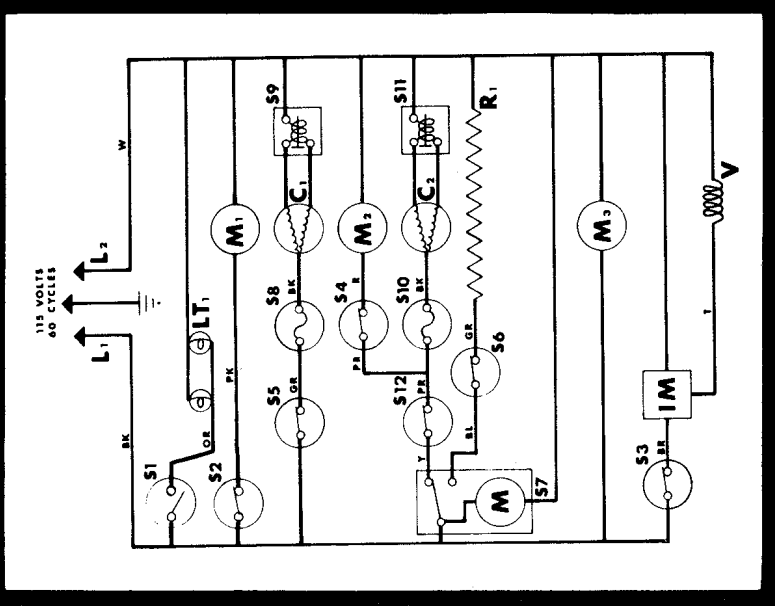 115 VOLTS
60 CYCLES
L1
L2
BK
W
S1
OR
LT1
S2
PK
M1
S5
S8
S9
GR
BK
C1
S4
PR
R
M2
S12
S10
S11
Y
PR
BK
C2
BL
GR
S6
R1
M
S7
M3
S3
BR
IM
T
V